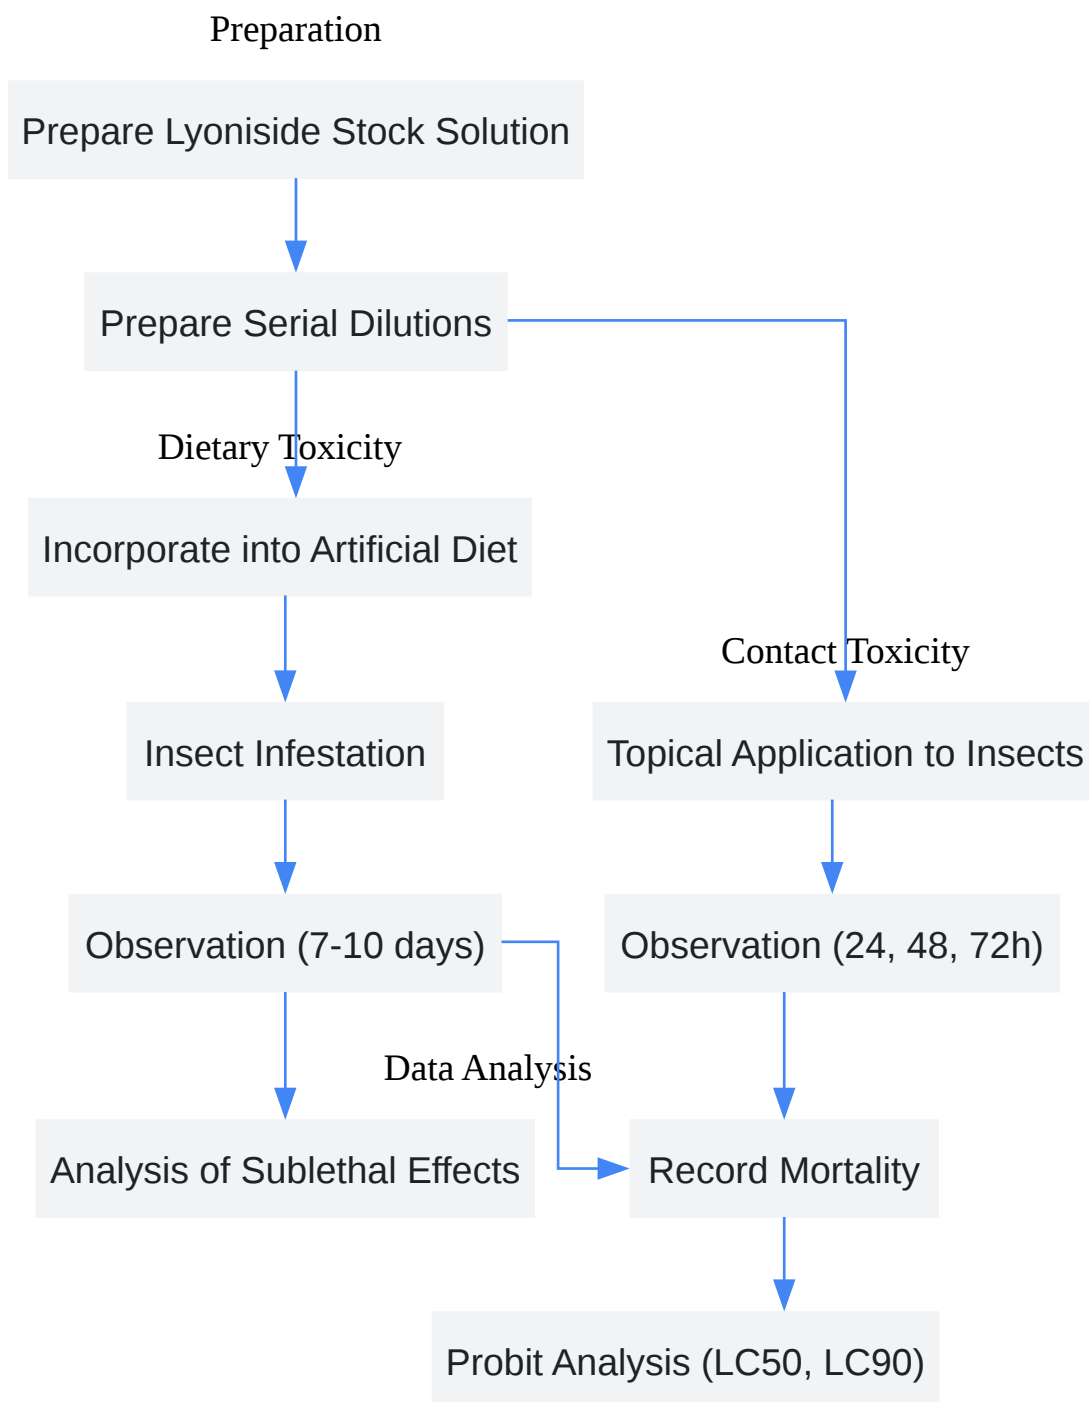 Preparation
Prepare Lyoniside Stock Solution
Prepare Serial Dilutions
Dietary Toxicity
Incorporate into Artificial Diet
Contact Toxicity
Insect Infestation
Topical Application to Insects
Observation (7-10 days)
Observation (24, 48, 72h)
Data Analysis
Analysis of Sublethal Effects
Record Mortality
Probit Analysis (LC50, LC90)